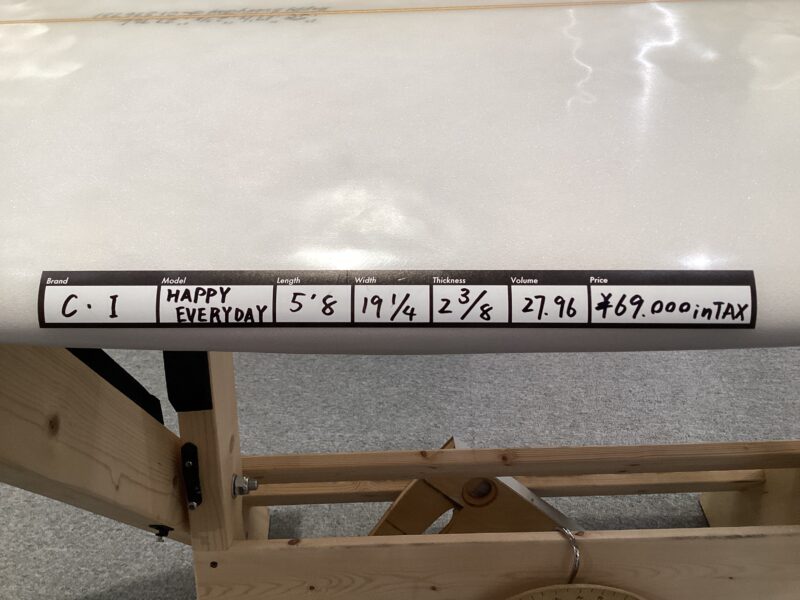 Brand Model Length Width Thickness Volume Price
C・I HAPPY EVERYDAY 5'8 19 1/4 2 3/8 27.96 ¥69.000 in TAX